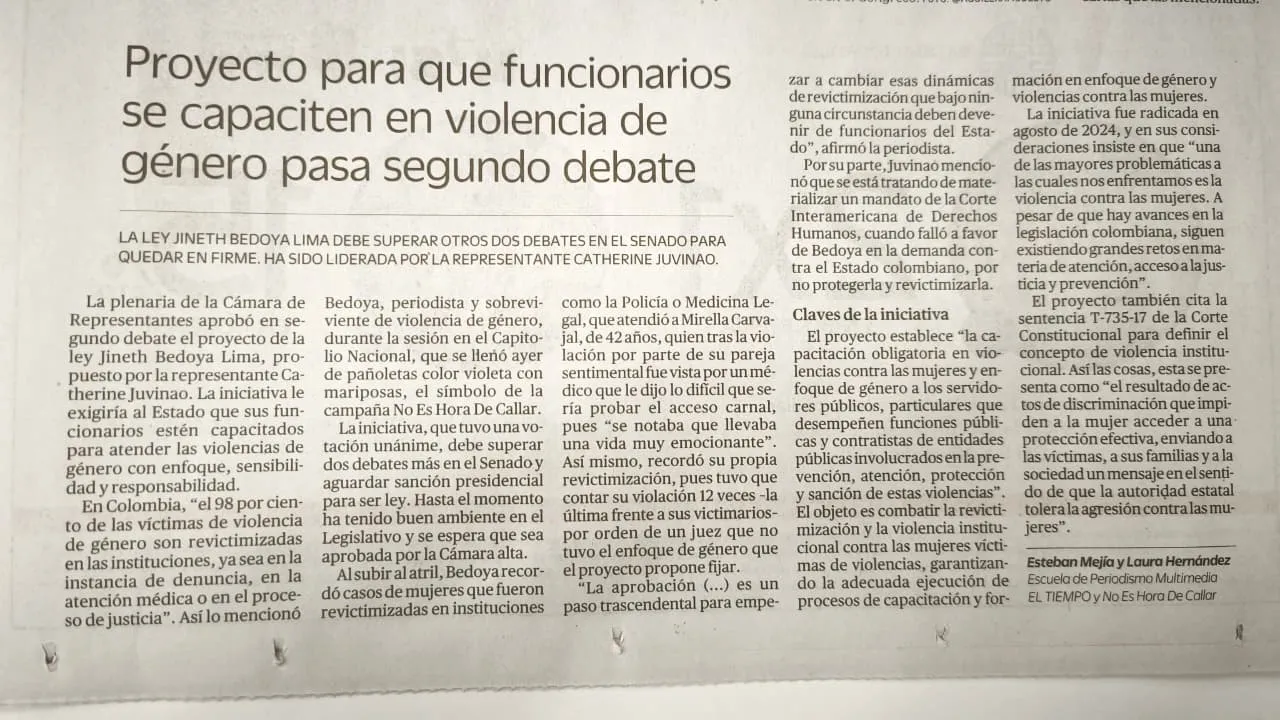 Proyecto para que funcionarios
se capaciten en violencia de
género pasa segundo debate
LA LEY JINETH BEDOYA LIMA DEBE SUPERAR OTROS DOS DEBATES EN EL SENADO PARA
QUEDAR EN FIRME. HA SIDO LIDERADA POR LA REPRESENTANTE CATHERINE JUVINAO.
La plenaria de la Cámara de
Representantes aprobó en se-
gundo debate el proyecto de la
ley Jineth Bedoya Lima, pro-
puesto por la representante Ca-
therine Juvinao. La iniciativa le
exigiría al Estado que sus fun-
cionarios estén capacitados
para atender las violencias de
género con enfoque, sensibili-
dad y responsabilidad.
En Colombia, “el 98 por cien-
to de las víctimas de violencia
de género son revictimizadas
en las instituciones, ya sea en la
instancia de denuncia, en la
atención médica o en el proce-
so de justicia”. Así lo mencionó
Bedoya, periodista y sobrevi-
viente de violencia de género,
durante la sesión en el Capito-
lio Nacional, que se lleñó ayer
de pañoletas color violeta con
mariposas, el símbolo de la
campaña No Es Hora De Callar.
La iniciativa, que tuvo una vo-
tación unánime, debe superar
dos debates más en el Senado y
aguardar sanción presidencial
para ser ley. Hasta el momento
ha tenido buen ambiente en el
Legislativo y se espera que sea
aprobada por la Cámara alta.
Al subir al atril, Bedoya recor-
dó casos de mujeres que fueron
revictimizadas en instituciones
como la Policía o Medicina Le-
gal, que atendió a Mirella Carva-
jal, de 42 años, quien tras la vio-
lación por parte de su pareja
sentimental fue vista por un mé-
dico que le dijo lo difícil que se-
ría probar el acceso carnal,
pues “se notaba que llevaba
una vida muy emocionante”.
Así mismo, recordó su propia
revictimización, pues tuvo que
contar su violación 12 veces -la
última frente a sus victimarios-
por orden de un juez que no
tuvo el enfoque de género que
el proyecto propone fijar.
“La aprobación (...) es un
paso trascendental para empe-
zar a cambiar esas dinámicas
de revictimización que bajo nin-
guna circunstancia deben deve-
nir de funcionarios del Esta-
do”, afirmó la periodista.
Por su parte, Juvinao mencio-
nó que se está tratando de mate-
rializar un mandato de la Corte
Interamericana de Derechos
Humanos, cuando falló a favor
de Bedoya en la demanda con-
tra el Estado colombiano, por
no protegerla y revictimizarla.
Claves de la iniciativa
El proyecto establece “la ca-
pacitación obligatoria en vio-
lencias contra las mujeres y en-
foque de género a los servido-
res públicos, particulares que
desempeñen funciones públi-
cas y contratistas de entidades
públicas involucrados en la pre-
vención, atención, protección
y sanción de estas violencias”.
El objeto es combatir la revicti-
mización y la violencia institu-
cional contra las mujeres vícti-
mas de violencias, garantizan-
do la adecuada ejecución de
procesos de capacitación y for-
mación en enfoque de género y
violencias contra las mujeres.
La iniciativa fue radicada en
agosto de 2024, y en sus consi-
deraciones insiste en que “una
de las mayores problemáticas a
las cuales nos enfrentamos es la
violencia contra las mujeres. A
pesar de que hay avances en la
legislación colombiana, siguen
existiendo grandes retos en ma-
teria de atención, acceso a la jus-
ticia y prevención”.
El proyecto también cita la
sentencia T-735-17 de la Corte
Constitucional para definir el
concepto de violencia institu-
cional. Así las cosas, esta se pre-
senta como “el resultado de ac-
tos de discriminación que impi-
den a la mujer acceder a una
protección efectiva, enviando a
las víctimas, a sus familias y a la
sociedad un mensaje en el senti-
do de que la autoridad estatal
tolera la agresión contra las mu-
jeres”.
Esteban Mejía y Laura Hernández
Escuela de Periodismo Multimedia
EL TIEMPO y No Es Hora De Callar